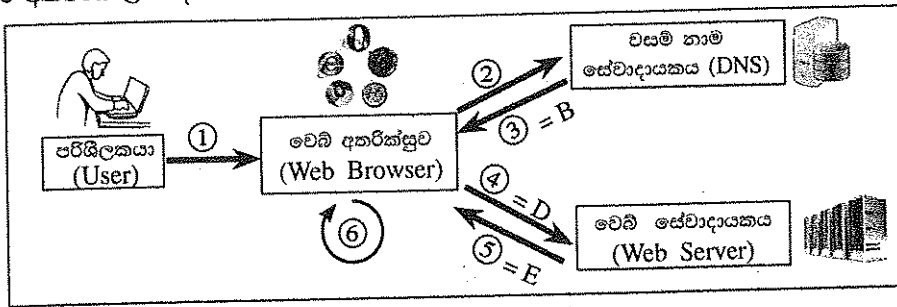 පරිශීලකයා
(User)
①
වෙබ් අතරික්සුව
(Web Browser)
②
③ = B
වසම් නාම
සේවාදායකය (DNS)
④ = D
⑤ = E
වෙබ් සේවාදායකය
(Web Server)
⑥